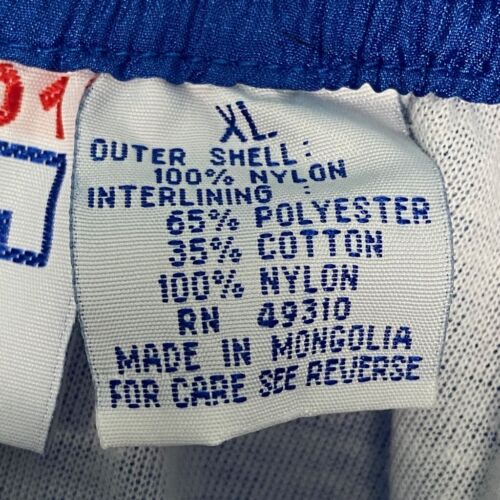 01
XL
OUTER SHELL:
100% NYLON
INTERLINING:
65% POLYESTER
35% COTTON
100% NYLON
RN 49310
MADE IN MONGOLIA
FOR CARE SEE REVERSE